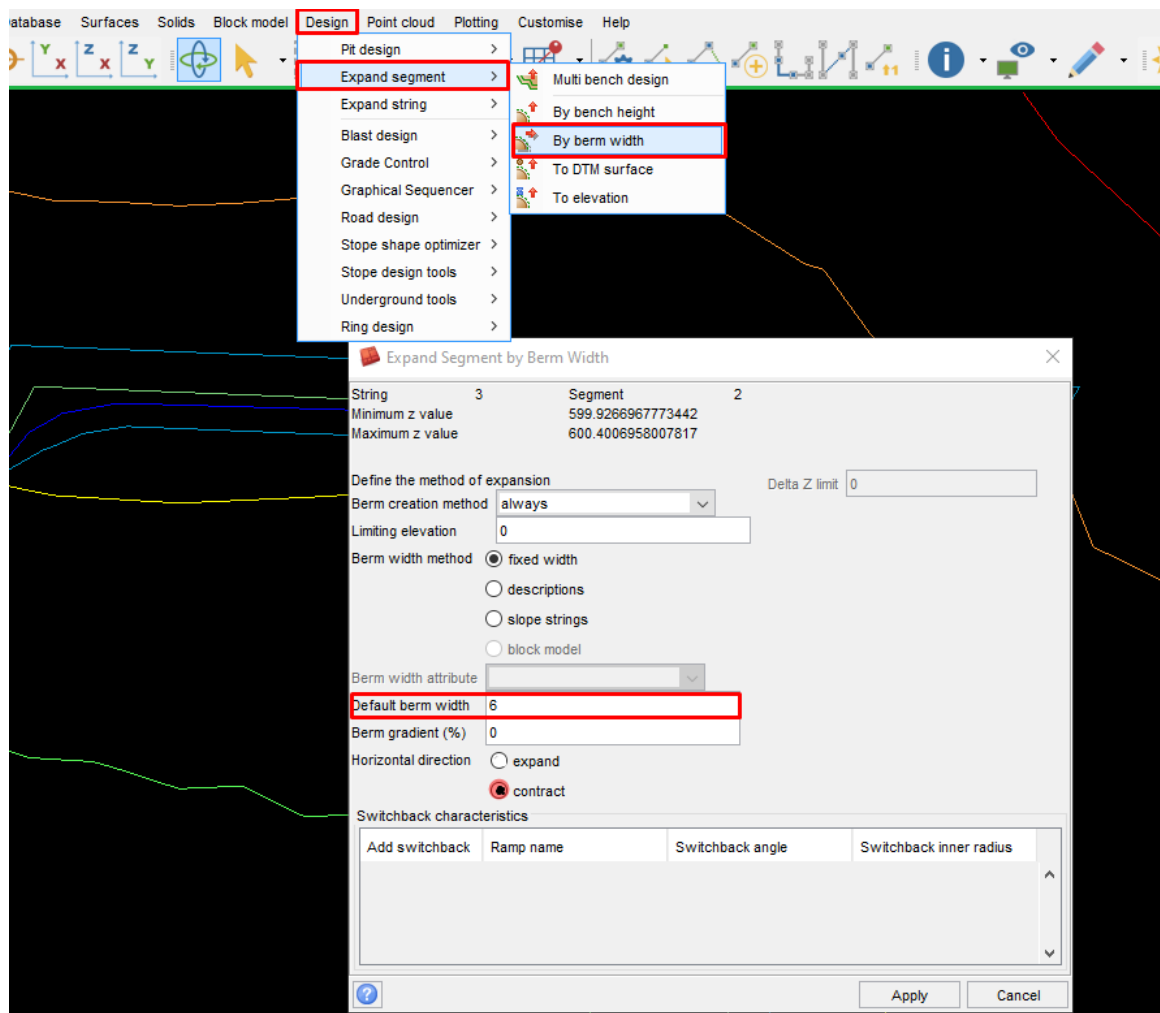 atabase Surfaces Solids Block model Design Point cloud Plotting Customise Help
Y x Z x Z Y
Pit design
Expand segment
Expand string
Blast design
Grade Control
Graphical Sequencer
Road design
Stope shape optimizer
Stope design tools
Underground tools
Ring design
Multi bench design
By bench height
By berm width
To DTM surface
To elevation
Expand Segment by Berm Width
String 3 Segment 2
Minimum z value 599.9266967773442
Maximum z value 600.4006958007817
Define the method of expansion
Delta Z limit 0
Berm creation method always
Limiting elevation 0
Berm width method fixed width
descriptions
slope strings
block model
Berm width attribute
Default berm width 6
Berm gradient (%) 0
Horizontal direction expand
contract
Switchback characteristics
Add switchback Ramp name Switchback angle Switchback inner radius
Apply Cancel